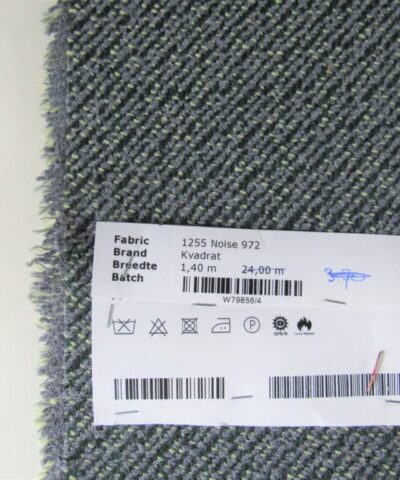 Fabric 1255 Noise 972
Brand Kvadrat
Breedte 1,40 m 24,00 m
Batch
W79856/4
P